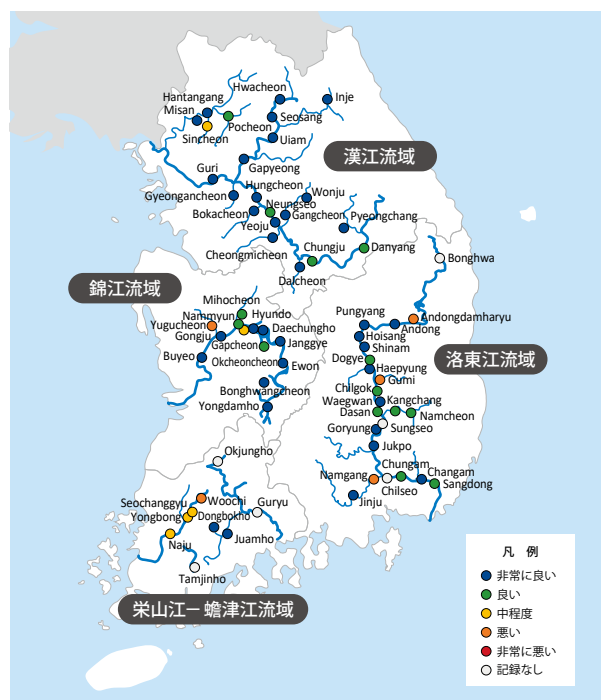 Hwacheon
Hantangang
Inje
Misan
Seosang
Pocheon
Sincheon
Uiam
漢江流域
Gapyeong
Guri
Hungcheon
Wonju
Gyeongancheon
Neungseo
Bokacheon
Gangcheon
Pyeongchang
Yeoju
Chungju
Danyang
Cheongmicheon
Dalcheon
Bonghwa
錦江流域
Mihocheon
Nammyun
Hyundo
Pungyang
Andongdamharyu
Yugucheon
Daechungho
Andong
Gongju
Janggye
Hoisang
Gapcheon
Shinam
Buyeo
Okcheoncheon
Ewon
Dogye
Haepyung
洛東江流域
Gumi
Bonghwangcheon
Chilgok
Waegwan
Kangchang
Yongdamho
Dasan
Namcheon
Goryung
Sungseo
Jukpo
Okjungho
Chungam
Namgang
Changam
Chilseo
Sangdong
Jinju
Seochanggyu
Woochi
Guryu
Yongbong
Dongbokho
Juamho
Naju
Tamjinho
栄山江ー蟾津江流域
凡 例
非常に良い
良い
中程度
悪い
非常に悪い
記録なし